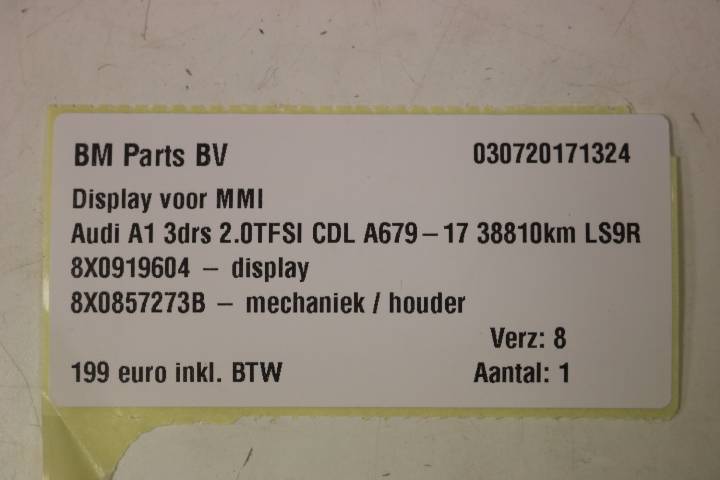 BM Parts BV 030720171324
Display voor MMI
Audi A1 3drs 2.0TFSI CDL A679-17 38810km LS9R
8X0919604 - display
8X0857273B - mechaniek / houder
Verz: 8
199 euro inkl. BTW Aantal: 1